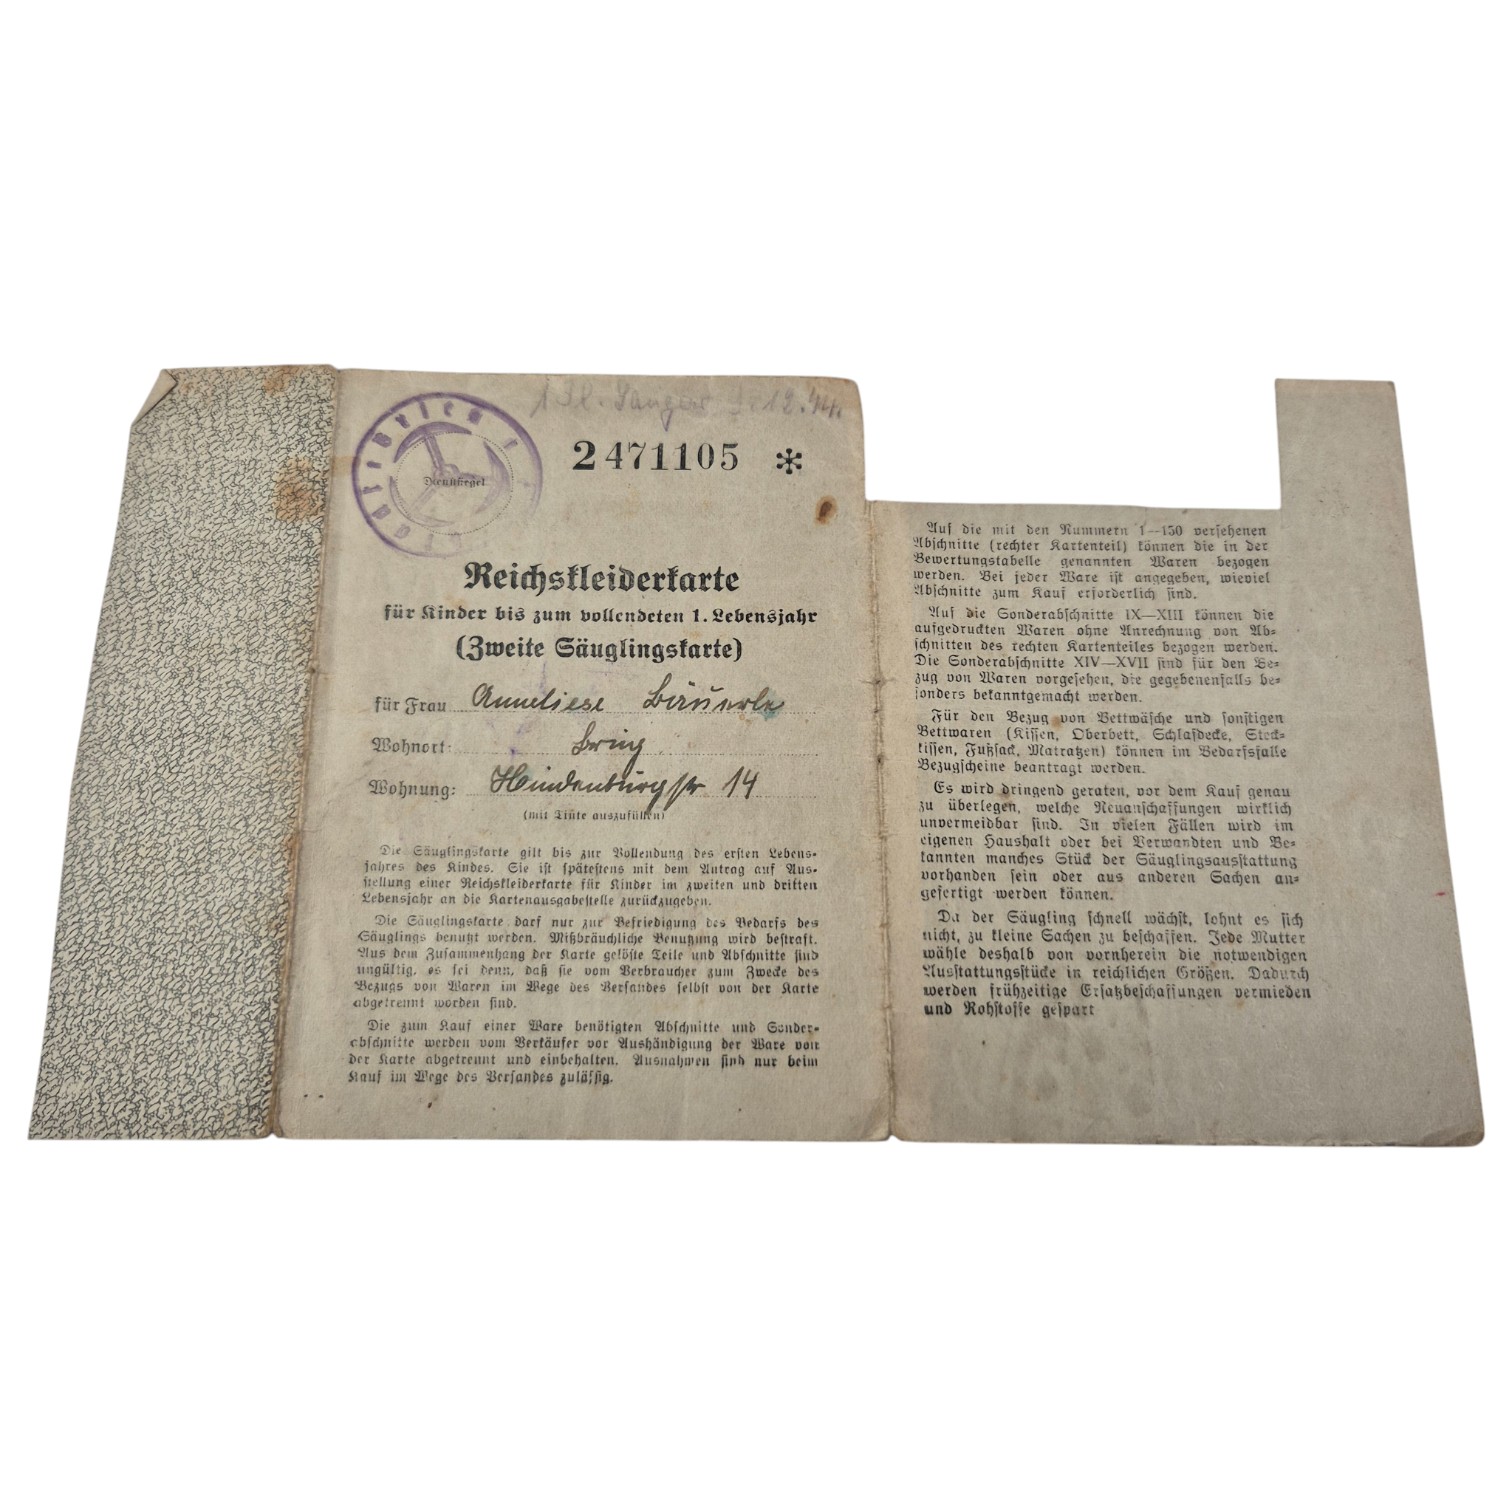 1 Fl. Sauger 12.44.
2471105 *
Dienstsiegel
Reichskleiderkarte
für Kinder bis zum vollendeten 1. Lebensjahr
(Zweite Säuglingskarte)
für Frau Anneliese Bäuerle
Wohnort:
Wohnung: Hindenburgstr 14
(mit Tinte auszufüllen)
Die Säuglingskarte gilt bis zur Vollendung des ersten Lebens-
jahres des Kindes. Sie ist spätestens mit dem Antrag auf Aus-
stellung einer Reichskleiderkarte für Kinder im zweiten und dritten
Lebensjahr an die Kartenausgabestelle zurückzugeben.
Die Säuglingskarte darf nur zur Befriedigung des Bedarfs des
Säuglings benutzt werden. Mißbräuchliche Benutzung wird bestraft.
Aus dem Zusammenhang der Karte gelöste Teile und Abschnitte sind
ungültig, es sei denn, daß sie vom Verbraucher zum Zwecke des
Bezugs von Waren im Wege des Versandes selbst von der Karte
abgetrennt worden sind.
Die zum Kauf einer Ware benötigten Abschnitte und Sonder-
abschnitte werden vom Verkäufer vor Aushändigung der Ware von
der Karte abgetrennt und einbehalten. Ausnahmen sind nur beim
Kauf im Wege des Versandes zulässig.
Auf die mit den Nummern 1—150 versehenen
Abschnitte (rechter Kartenteil) können die in der
Bewertungstabelle genannten Waren bezogen
werden. Bei jeder Ware ist angegeben, wieviel
Abschnitte zum Kauf erforderlich sind.
Auf die Sonderabschnitte IX—XIII können die
aufgedruckten Waren ohne Anrechnung von Ab-
schnitten des rechten Kartenteiles bezogen werden.
Die Sonderabschnitte XIV—XVII sind für den Be-
zug von Waren vorgesehen, die gegebenenfalls be-
sonders bekanntgemacht werden.
Für den Bezug von Bettwäsche und sonstigen
Bettwaren (Kissen, Oberbett, Schlafdecke, Steck-
kissen, Fußsack, Matratzen) können im Bedarfsfalle
Bezugscheine beantragt werden.
Es wird dringend geraten, vor dem Kauf genau
zu überlegen, welche Neuanschaffungen wirklich
unvermeidbar sind. In vielen Fällen wird im
eigenen Haushalt oder bei Verwandten und Be-
kannten manches Stück der Säuglingsausstattung
vorhanden sein oder aus anderen Sachen an-
gefertigt werden können.
Da der Säugling schnell wächst, lohnt es sich
nicht, zu kleine Sachen zu beschaffen. Jede Mutter
wähle deshalb von vornherein die notwendigen
Ausstattungsstücke in reichlichen Größen. Dadurch
werden frühzeitige Ersatzbeschaffungen vermieden
und Rohstoffe gespart